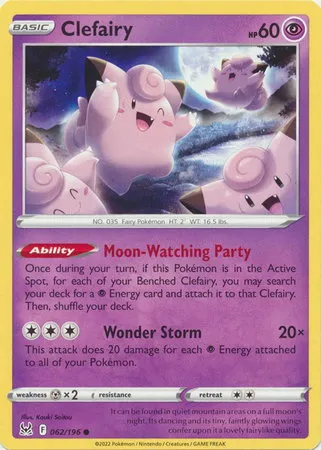 BASIC
Clefairy
HP60
NO. 035 Fairy Pokémon HT: 2' WT: 16.5 lbs.
Ability Moon-Watching Party
Once during your turn, if this Pokémon is in the Active
Spot, for each of your Benched Clefairy, you may search
your deck for a Energy card and attach it to that Clefairy.
Then, shuffle your deck.
Wonder Storm 20×
This attack does 20 damage for each Energy attached
to all of your Pokémon.
weakness ×2 resistance retreat
Illus. Kouki Saitou
F 062/196
It can be found in quiet mountain areas on a full moon's
night. Its dancing and its tiny, faintly glowing wings
confer upon it a lovely fairylike quality.
©2022 Pokémon / Nintendo / Creatures / GAME FREAK